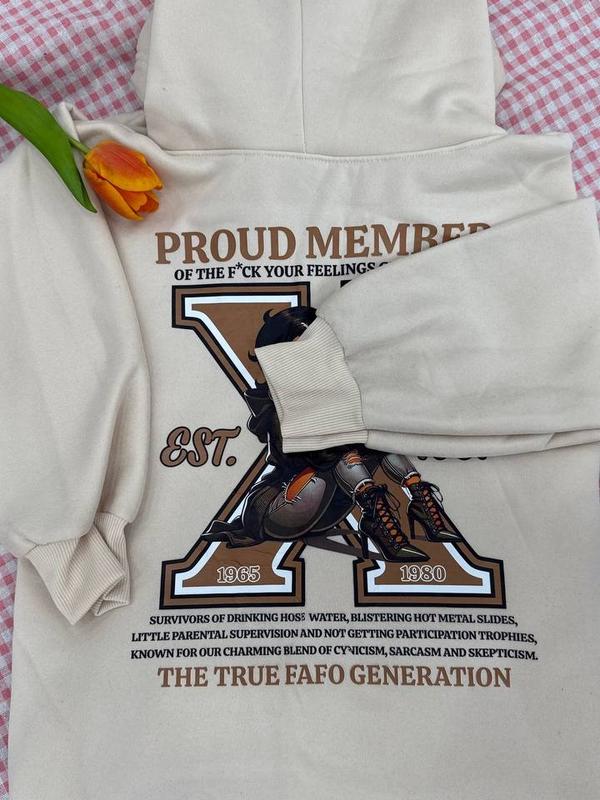 PROUD MEMBER
OF THE F*CK YOUR FEELINGS
EST.
1965 1980
SURVIVORS OF DRINKING HOSE WATER, BLISTERING HOT METAL SLIDES,
LITTLE PARENTAL SUPERVISION AND NOT GETTING PARTICIPATION TROPHIES,
KNOWN FOR OUR CHARMING BLEND OF CYNICISM, SARCASM AND SKEPTICISM.
THE TRUE FAFO GENERATION